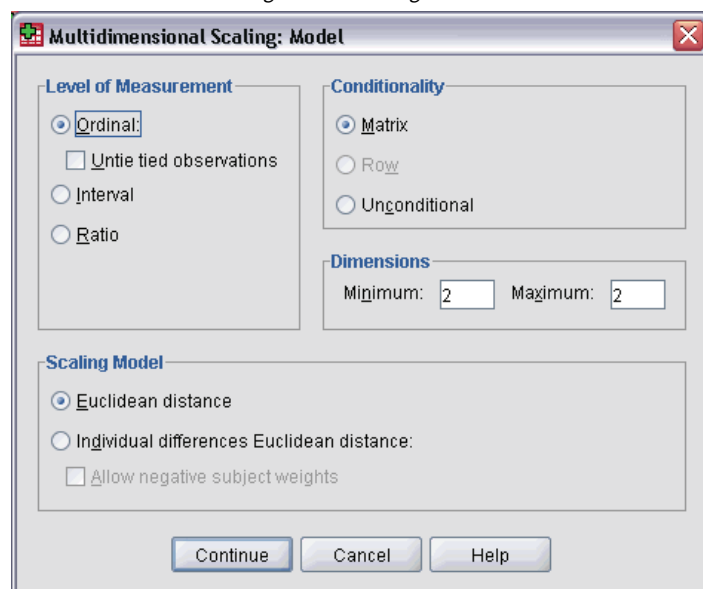 Multidimensional Scaling: Model
Level of Measurement
Ordinal:
Untie tied observations
Interval
Ratio
Conditionality
Matrix
Row
Unconditional
Dimensions
Minimum: 2 Maximum: 2
Scaling Model
Euclidean distance
Individual differences Euclidean distance:
Allow negative subject weights
Continue Cancel Help